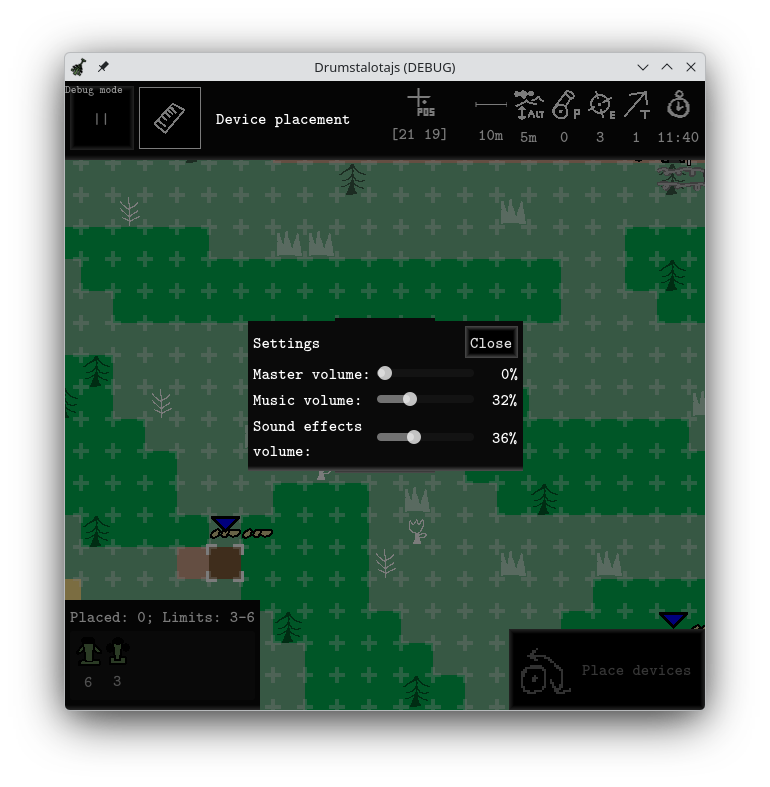 Drumstalotajs (DEBUG)
Debug mode
Device placement
POS
[21 19]
10m
ALT
5m
P
0
E
3
T
1
11:40
Settings
Close
Master volume: 0%
Music volume: 32%
Sound effects
volume: 36%
Placed: 0; Limits: 3-6
6 3
Place devices